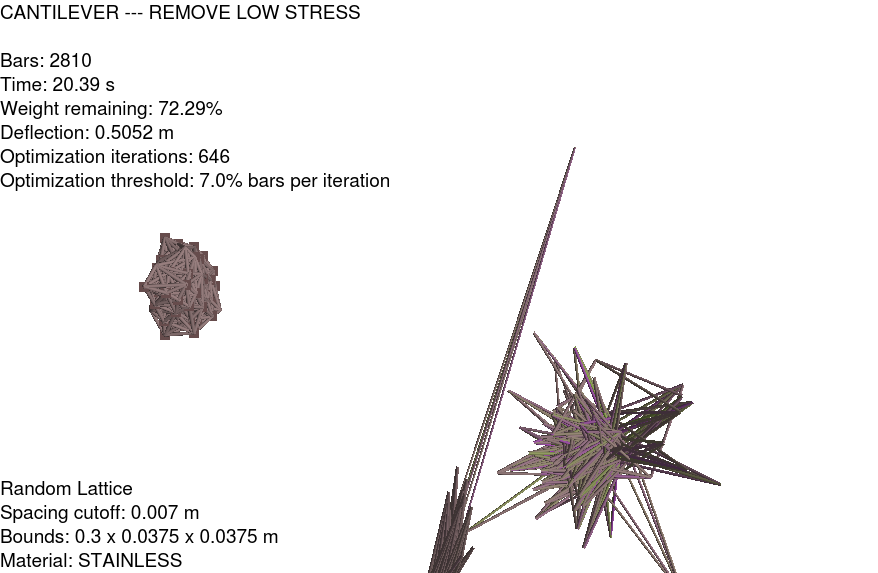 CANTILEVER --- REMOVE LOW STRESS
Bars: 2810
Time: 20.39 s
Weight remaining: 72.29%
Deflection: 0.5052 m
Optimization iterations: 646
Optimization threshold: 7.0% bars per iteration
Random Lattice
Spacing cutoff: 0.007 m
Bounds: 0.3 x 0.0375 x 0.0375 m
Material: STAINLESS